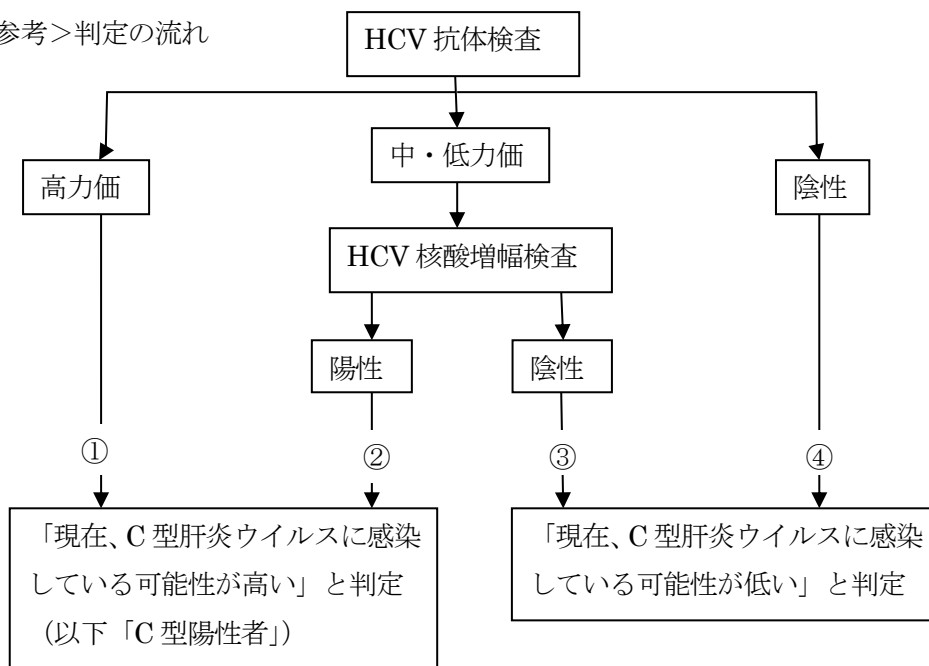 参考＞判定の流れ
HCV 抗体検査
高力価
中・低力価
陰性
HCV 核酸増幅検査
陽性
陰性
①
②
③
④
「現在、C 型肝炎ウイルスに感染
している可能性が高い」と判定
（以下「C 型陽性者」）
「現在、C 型肝炎ウイルスに感染
している可能性が低い」と判定